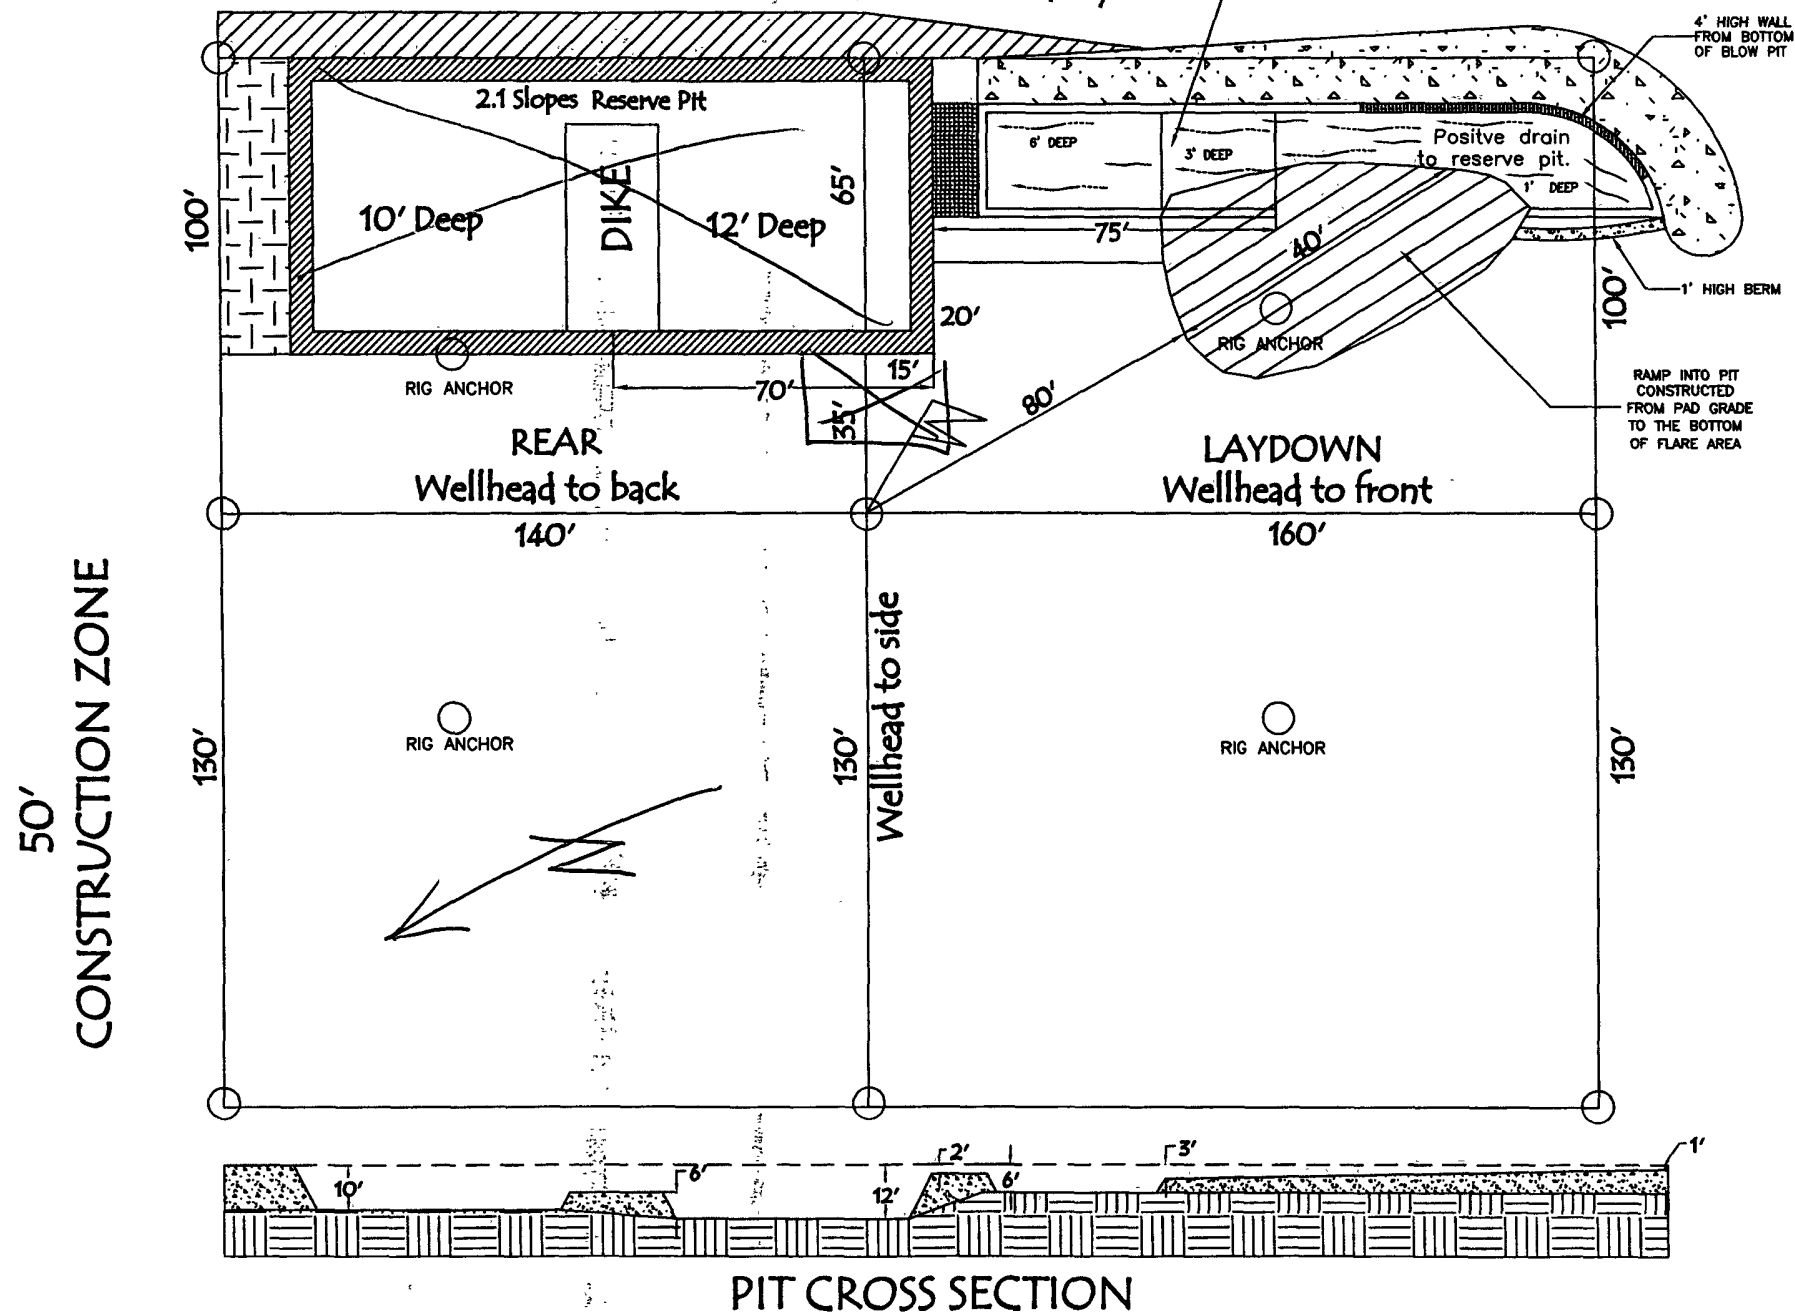 4' HIGH WALL
FROM BOTTOM
OF BLOW PIT
2.1 Slopes Reserve Pit
6' DEEP
3' DEEP
Positve drain
to reserve pit.
1' DEEP
100'
10' Deep
DIKE
12' Deep
65'
75'
40'
1' HIGH BERM
100'
20'
RIG ANCHOR
RIG ANCHOR
70'
15'
35'
80'
RAMP INTO PIT
CONSTRUCTED
FROM PAD GRADE
TO THE BOTTOM
OF FLARE AREA
REAR
Wellhead to back
LAYDOWN
Wellhead to front
140'
160'
50'
CONSTRUCTION ZONE
130'
RIG ANCHOR
130'
Wellhead to side
RIG ANCHOR
130'
10'
6'
12'
2'
6'
3'
1'
PIT CROSS SECTION